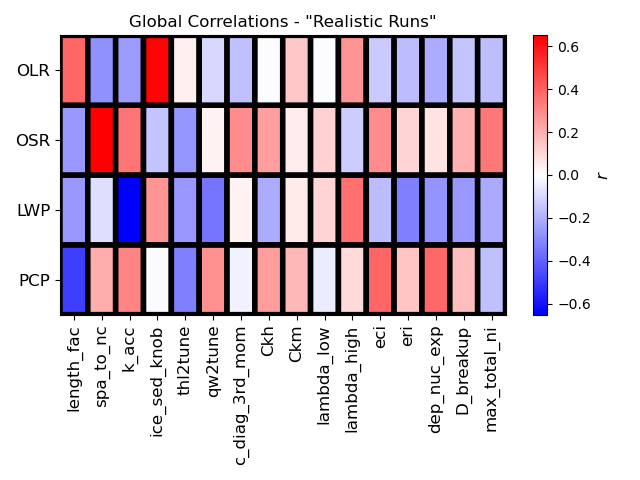 Global Correlations - "Realistic Runs"
OLR
OSR
LWP
PCP
length_fac
spa_to_nc
k_acc
ice_sed_knob
thl2tune
qw2tune
c_diag_3rd_mom
Ckh
Ckm
lambda_low
lambda_high
eci
eri
dep_nuc_exp
D_breakup
max_total_ni
0.6
0.4
0.2
0.0
−0.2
−0.4
−0.6
r